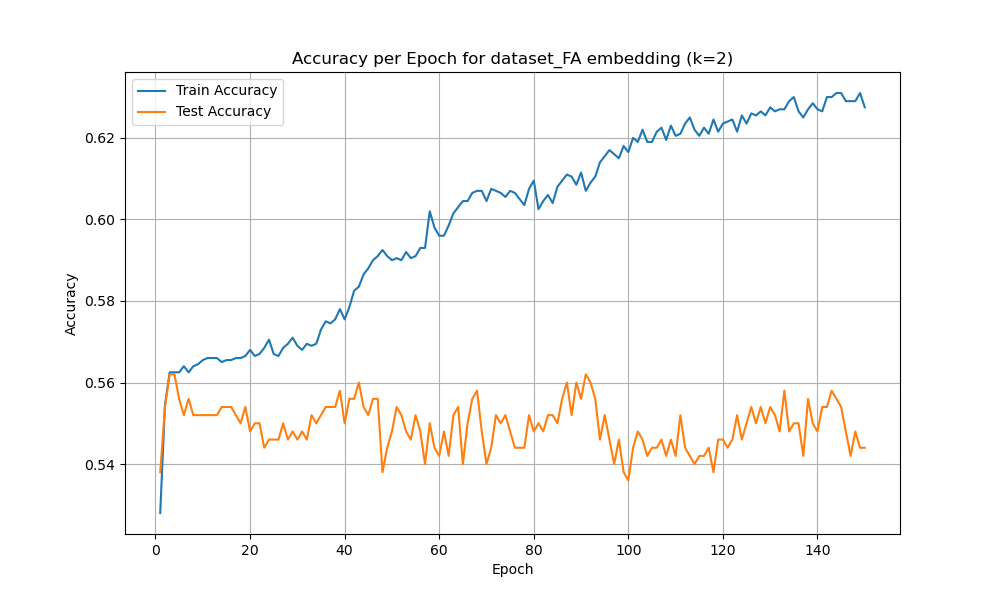 Accuracy per Epoch for dataset_FA embedding (k=2)
Train Accuracy
Test Accuracy
0.62
0.60
0.58
0.56
0.54
Accuracy
0 20 40 60 80 100 120 140
Epoch